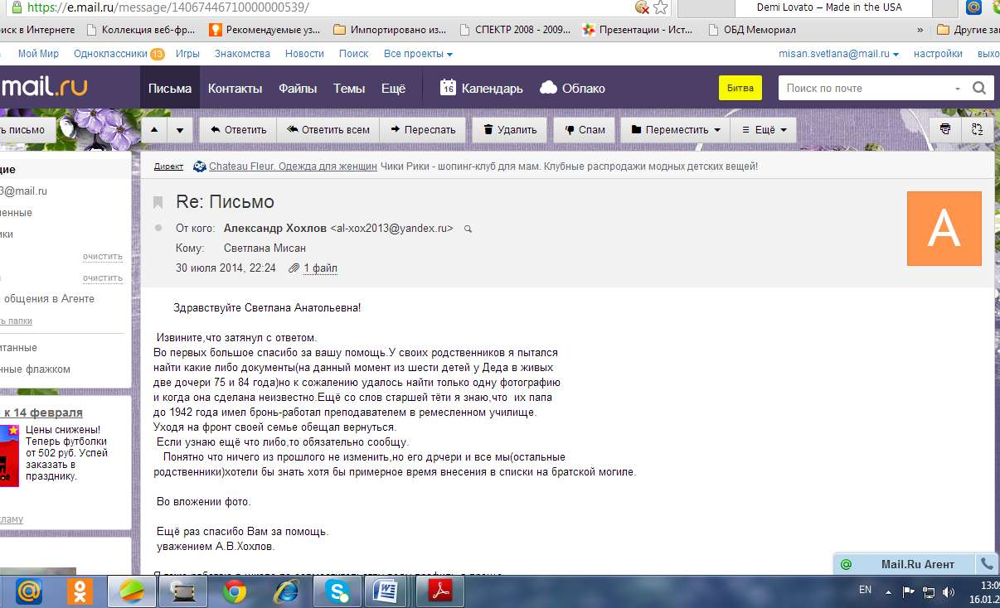 https://e.mail.ru/message/14067446710000000539/
Demi Lovato – Made in the USA
иск в Интернете Коллекция веб-фр... Рекомендуемые уз... Импортировано из... СПЕКТР 2008 - 2009... Презентации - Ист... ОБД Мемориал » Другие за
Мой Мир Одноклассники 13 Игры Знакомства Новости Поиск Все проекты misan.svetlana@mail.ru настройки выхо
mail.ru Письма Контакты Файлы Темы Ещё 16 Календарь Облако Битва Поиск по почте
ть письмо Ответить Ответить всем Переслать Удалить Спам Переместить Ещё
Директ Chateau Fleur. Одежда для женщин Чики Рики - шопинг-клуб для мам. Клубные распродажи модных детских вещей!
щие
3@mail.ru
ленные
ики
очистить
очистить
общения в Агенте
ть папки
итанные
нные флажком
к 14 февраля
Цены снижены!
Теперь футболки
от 502 руб. Успей
заказать в
празднику.
кламу
Re: Письмо
От кого: Александр Хохлов <al-xox2013@yandex.ru>
Кому: Светлана Мисан
30 июля 2014, 22:24 1 файл
А
Здравствуйте Светлана Анатольевна!
Извините,что затянул с ответом.
Во первых большое спасибо за вашу помощь.У своих родственников я пытался
найти какие либо документы(на данный момент из шести детей у Деда в живых
две дочери 75 и 84 года)но к сожалению удалось найти только одну фотографию
и когда она сделана неизвестно.Ещё со слов старшей тёти я знаю,что их папа
до 1942 года имел бронь-работал преподавателем в ремесленном училище.
Уходя на фронт своей семье обещал вернуться.
Если узнаю ещё что либо,то обязательно сообщу.
Понятно что ничего из прошлого не изменить,но его дрчери и все мы(остальные
родственники)хотели бы знать хотя бы примерное время внесения в списки на братской могиле.
Во вложении фото.
Ещё раз спасибо Вам за помощь.
уважением А.В.Хохлов.
Mail.Ru Агент
EN
13:09
16.01.2